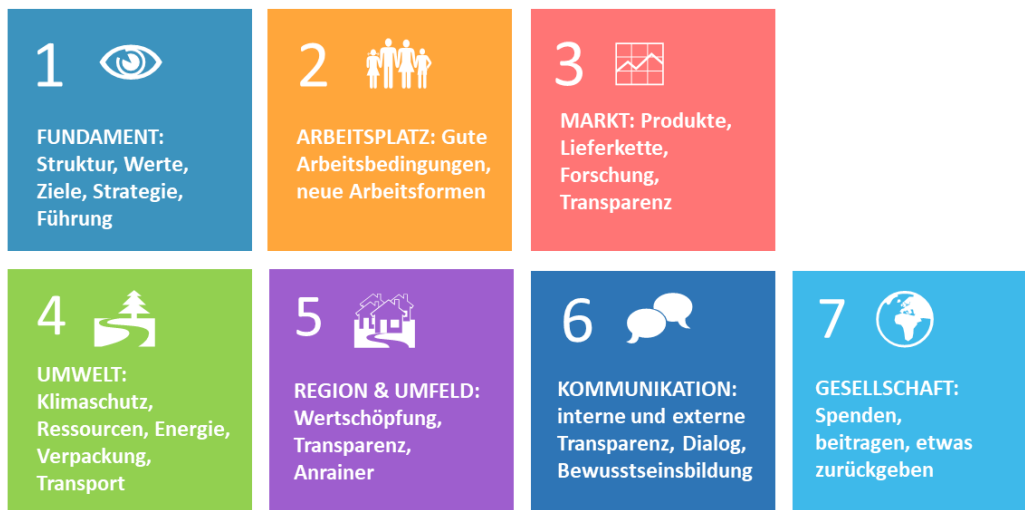 1
FUNDAMENT:
Struktur, Werte,
Ziele, Strategie,
Führung
2
ARBEITSPLATZ: Gute
Arbeitsbedingungen,
neue Arbeitsformen
3
MARKT: Produkte,
Lieferkette,
Forschung,
Transparenz
4
UMWELT:
Klimaschutz,
Ressourcen, Energie,
Verpackung,
Transport
5
REGION & UMFELD:
Wertschöpfung,
Transparenz,
Anrainer
6
KOMMUNIKATION:
interne und externe
Transparenz, Dialog,
Bewusstseinsbildung
7
GESELLSCHAFT:
Spenden,
beitragen, etwas
zurückgeben